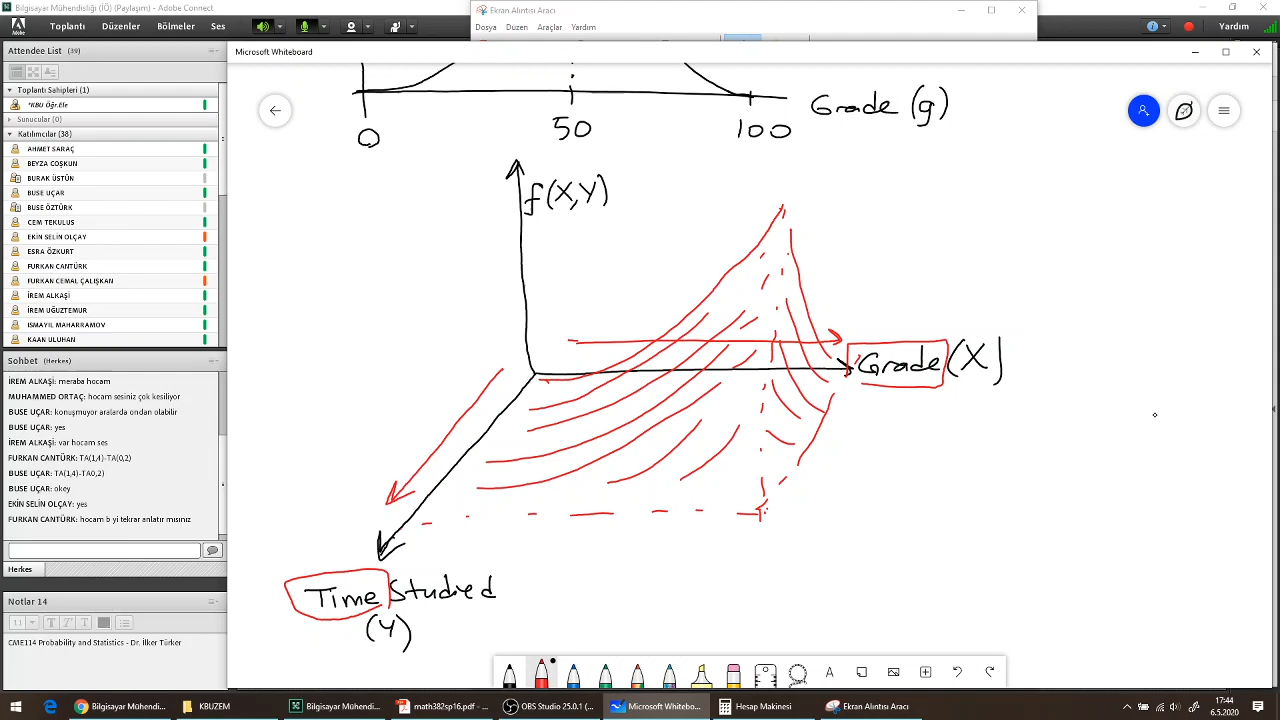 Bilgisayar Mühendisliği (İÖ) (Paylaşım) - Adobe Connect
Ekran Alıntısı Aracı
Adobe
Toplantı Düzenler Bölmeler Ses
Yardım
Dosya Düzen Araçlar Yardım
Attendee List (39)
Microsoft Whiteboard
Toplantı Sahipleri (1)
*KBU Öğr.Ele
Sunucular (0)
Katılımcılar (38)
AHMET SARAÇ
BEYZA COŞKUN
BURAK ÜSTÜN
BUSE UÇAR
BUSE ÖZTÜRK
CEM TEKULUS
EKİN SELİN OLÇAY
ESRA ÖZKURT
FURKAN CANTÜRK
FURKAN CEMAL ÇALIŞKAN
İREM ALKAŞİ
İREM UĞUZTEMUR
ISMAYIL MAHARRAMOV
KAAN ULUHAN
Grade (g)
0 50 100
f(X,Y)
Grade (X)
Time Studied
(Y)
Sohbet (Herkes)
İREM ALKAŞİ: meraba hocam
MUHAMMED ORTAÇ: hocam sesiniz çok kesiliyor
BUSE UÇAR: konuşmuyor aralarda ondan olabilir
BUSE UÇAR: yes
İREM ALKAŞİ: var hocam ses
FURKAN CANTÜRK: TA(1,4)-TA(0,2)
BUSE UÇAR: TA(1,4)-TA0,2)
BUSE UÇAR: okey
EKİN SELİN OLÇAY: yes
FURKAN CANTÜRK: hocam b yi tekrar anlatır mısınız
Herkes
Notlar 14
11
CME114 Probability and Statistics - Dr. İlker Türker
Bilgisayar Mühendi...
KRUZEM
Bilgisayar Mühendi...
math382sp16.pdf - ...
OBS Studio 25.0.1 (...
Microsoft Whitebo...
Hesap Makinesi
Ekran Alıntısı Aracı
17:44
6.5.2020